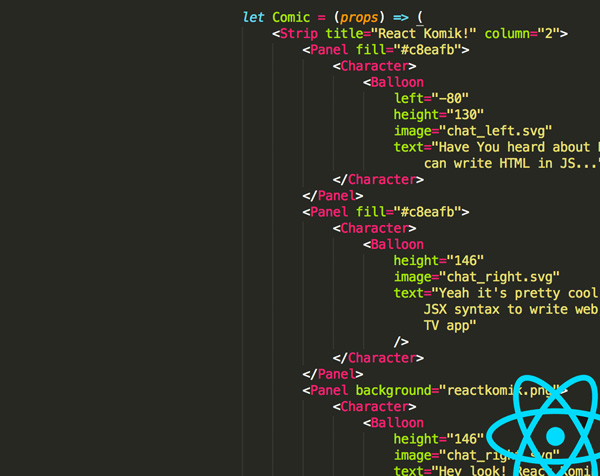 let Comic = (props) => (
<Strip title="React Komik!" column="2">
<Panel fill="#c8eafb">
<Character>
<Balloon
left="-80"
height="130"
image="chat_left.svg"
text="Have You heard about
can write HTML in JS..."
</Character>
</Panel>
<Panel fill="#c8eafb">
<Character>
<Balloon
height="146"
image="chat_right.svg"
text="Yeah it's pretty cool
JSX syntax to write web
TV app"
/>
</Character>
</Panel>
<Panel background="reactkomik.png">
<Character>
<Balloon
height="146"
image="chat_right.svg"
text="Hey look! React Komi